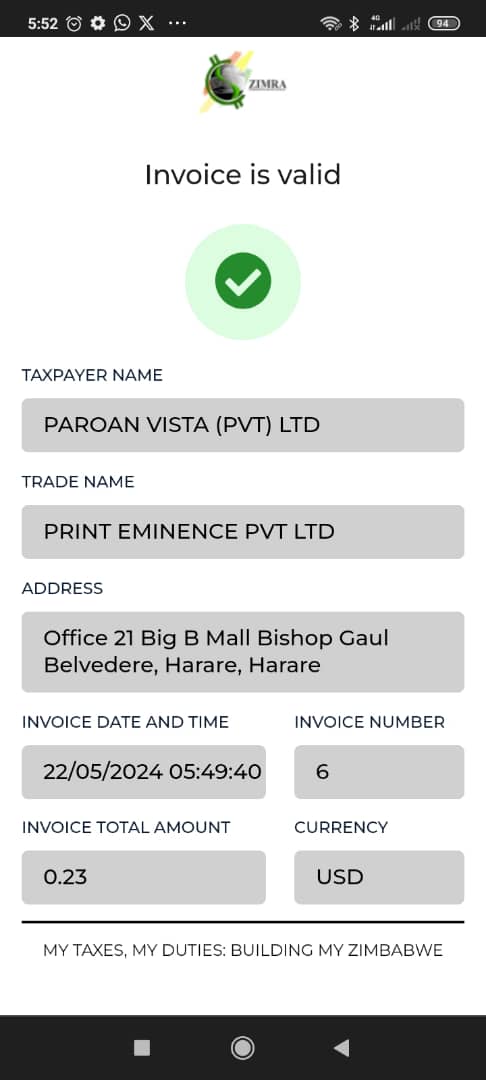 5:52
4G
94
ZIMRA
Invoice is valid
TAXPAYER NAME
PAROAN VISTA (PVT) LTD
TRADE NAME
PRINT EMINENCE PVT LTD
ADDRESS
Office 21 Big B Mall Bishop Gaul
Belvedere, Harare, Harare
INVOICE DATE AND TIME
INVOICE NUMBER
22/05/2024 05:49:40
6
INVOICE TOTAL AMOUNT
CURRENCY
0.23
USD
MY TAXES, MY DUTIES: BUILDING MY ZIMBABWE